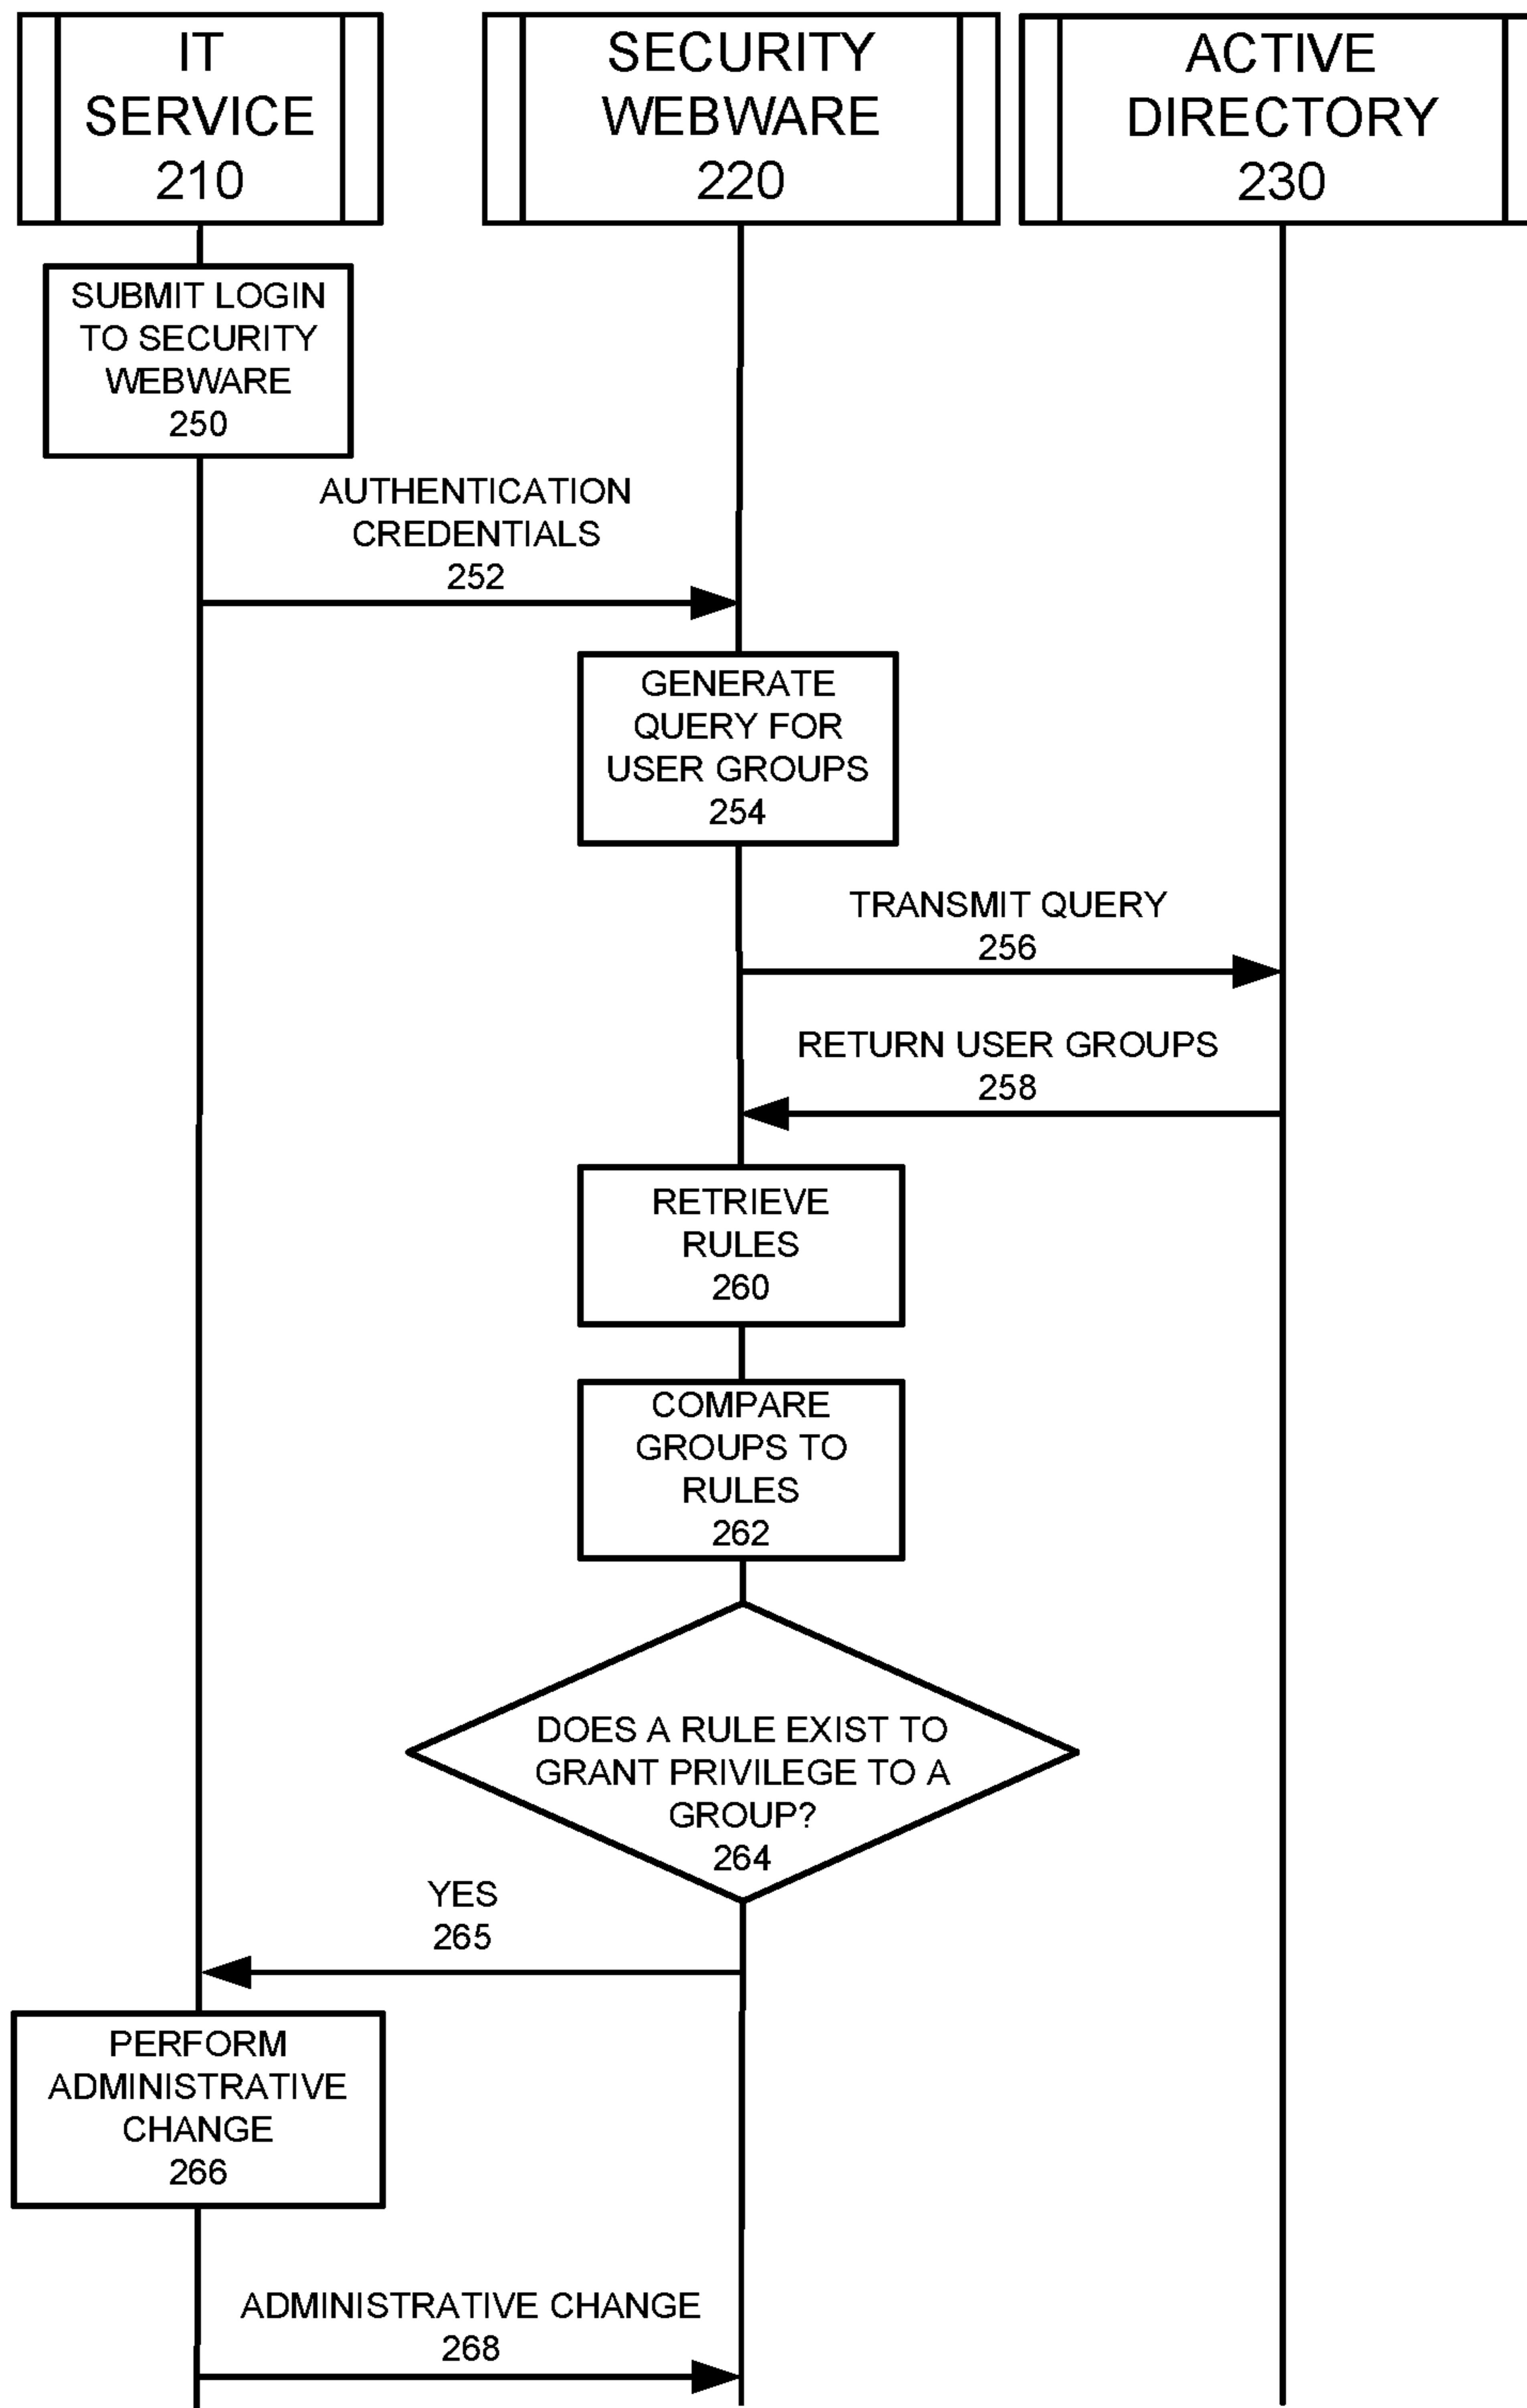 IT
SERVICE
210
SECURITY
WEBWARE
220
ACTIVE
DIRECTORY
230
SUBMIT LOGIN
TO SECURITY
WEBWARE
250
AUTHENTICATION
CREDENTIALS
252
GENERATE
QUERY FOR
USER GROUPS
254
TRANSMIT QUERY
256
RETURN USER GROUPS
258
RETRIEVE
RULES
260
COMPARE
GROUPS TO
RULES
262
DOES A RULE EXIST TO
GRANT PRIVILEGE TO A
GROUP?
264
YES
265
PERFORM
ADMINISTRATIVE
CHANGE
266
ADMINISTRATIVE CHANGE
268